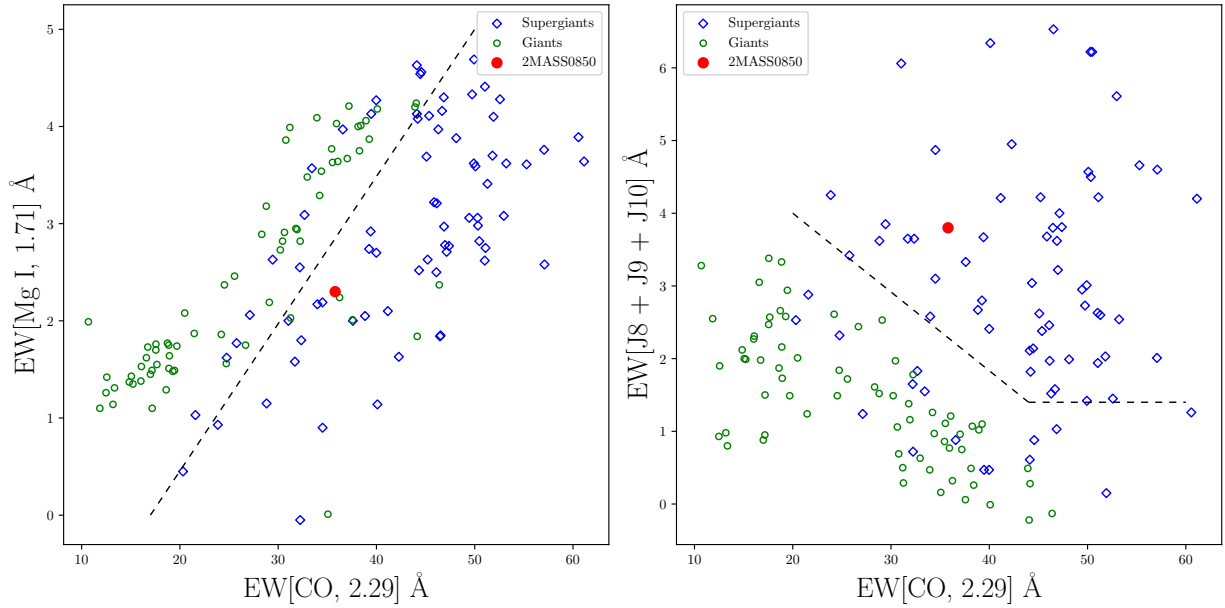 5
4
3
2
1
0
10
20
30
40
50
60
EW[Mg I, 1.71] Å
EW[CO, 2.29] Å
Supergiants
Giants
2MASS0850
6
5
4
3
2
1
0
10
20
30
40
50
60
EW[J8 + J9 + J10] Å
EW[CO, 2.29] Å
Supergiants
Giants
2MASS0850